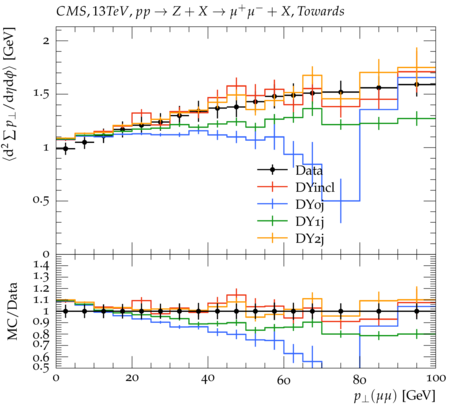 CMS, 13TeV, pp → Z + X → μ⁺μ⁻ + X, Towards
⟨d² ∑ p⊥/dηdϕ⟩ [GeV]
2
1.5
1
0.5
0
Data
DYincl
DY0j
DY1j
DY2j
MC/Data
1.4
1.3
1.2
1.1
1
0.9
0.8
0.7
0.6
0.5
0 20 40 60 80 100
p⊥(μμ) [GeV]